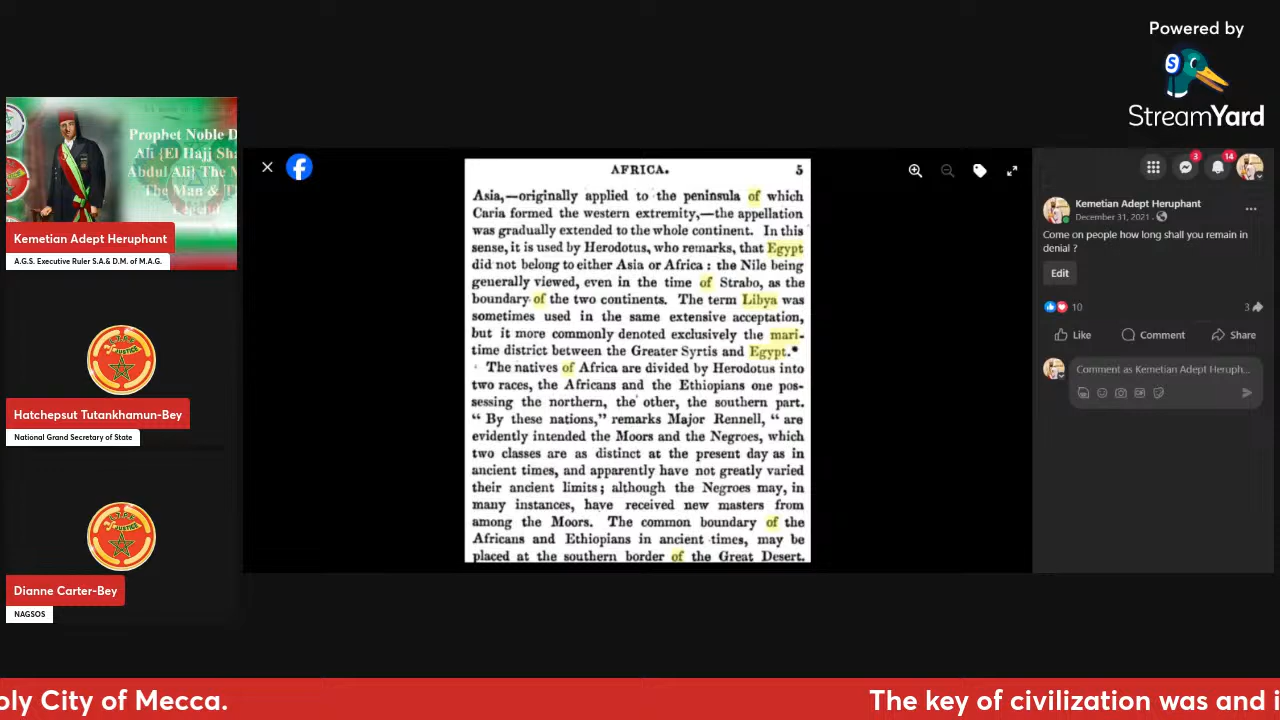 Powered by
StreamYard
Prophet Noble D
Ali {El Hajj Sha
Abdul Ali} The M
The Man & T
Legend
Kemetian Adept Heruphant
A.G.S. Executive Ruler S.A.& D.M. of M.A.G.
JUSTICE
Hatchepsut Tutankhamun-Bey
National Grand Secretary of State
JUSTICE
Dianne Carter-Bey
NAGSOS
AFRICA. 5
Asia,—originally applied to the peninsula of which
Caria formed the western extremity,—the appellation
was gradually extended to the whole continent. In this
sense, it is used by Herodotus, who remarks, that Egypt
did not belong to either Asia or Africa : the Nile being
generally viewed, even in the time of Strabo, as the
boundary of the two continents. The term Libya was
sometimes used in the same extensive acceptation,
but it more commonly denoted exclusively the mari-
time district between the Greater Syrtis and Egypt.*
The natives of Africa are divided by Herodotus into
two races, the Africans and the Ethiopians one pos-
sessing the northern, the other, the southern part.
“ By these nations,” remarks Major Rennell, “ are
evidently intended the Moors and the Negroes, which
two classes are as distinct at the present day as in
ancient times, and apparently have not greatly varied
their ancient limits ; although the Negroes may, in
many instances, have received new masters from
among the Moors. The common boundary of the
Africans and Ethiopians in ancient times, may be
placed at the southern border of the Great Desert.
3
14
Kemetian Adept Heruphant
December 31, 2021
Come on people how long shall you remain in
denial ?
Edit
10
3
Like Comment Share
Comment as Kemetian Adept Heruph...
oly City of Mecca. The key of civilization was and i